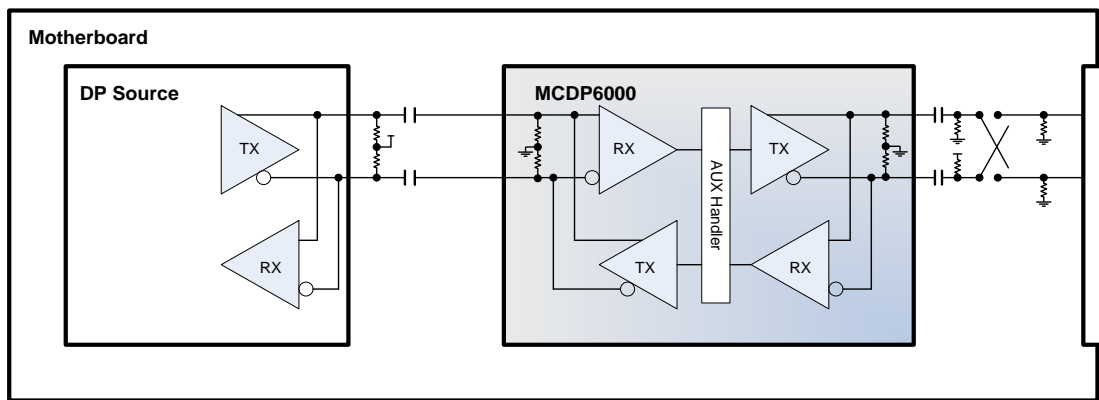 Motherboard
DP Source
MCDP6000
TX
RX
TX
RX
TX
RX
AUX Handler